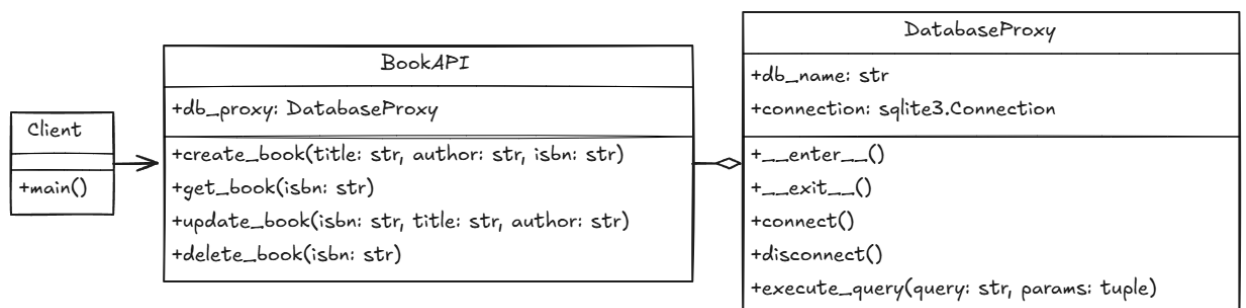 Client
+main()
BookAPI
+db_proxy: DatabaseProxy
+create_book(title: str, author: str, isbn: str)
+get_book(isbn: str)
+update_book(isbn: str, title: str, author: str)
+delete_book(isbn: str)
DatabaseProxy
+db_name: str
+connection: sqlite3.Connection
+__enter__()
+__exit__()
+connect()
+disconnect()
+execute_query(query: str, params: tuple)